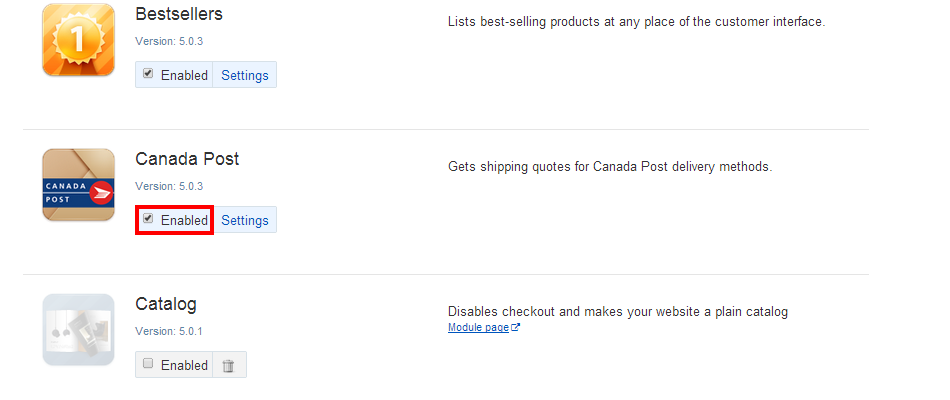 Bestsellers
Lists best-selling products at any place of the customer interface.
Version: 5.0.3
Enabled Settings
1
Canada Post
Gets shipping quotes for Canada Post delivery methods.
Version: 5.0.3
CANADA
POST
Enabled Settings
Catalog
Disables checkout and makes your website a plain catalog
Module page
Version: 5.0.1
Enabled